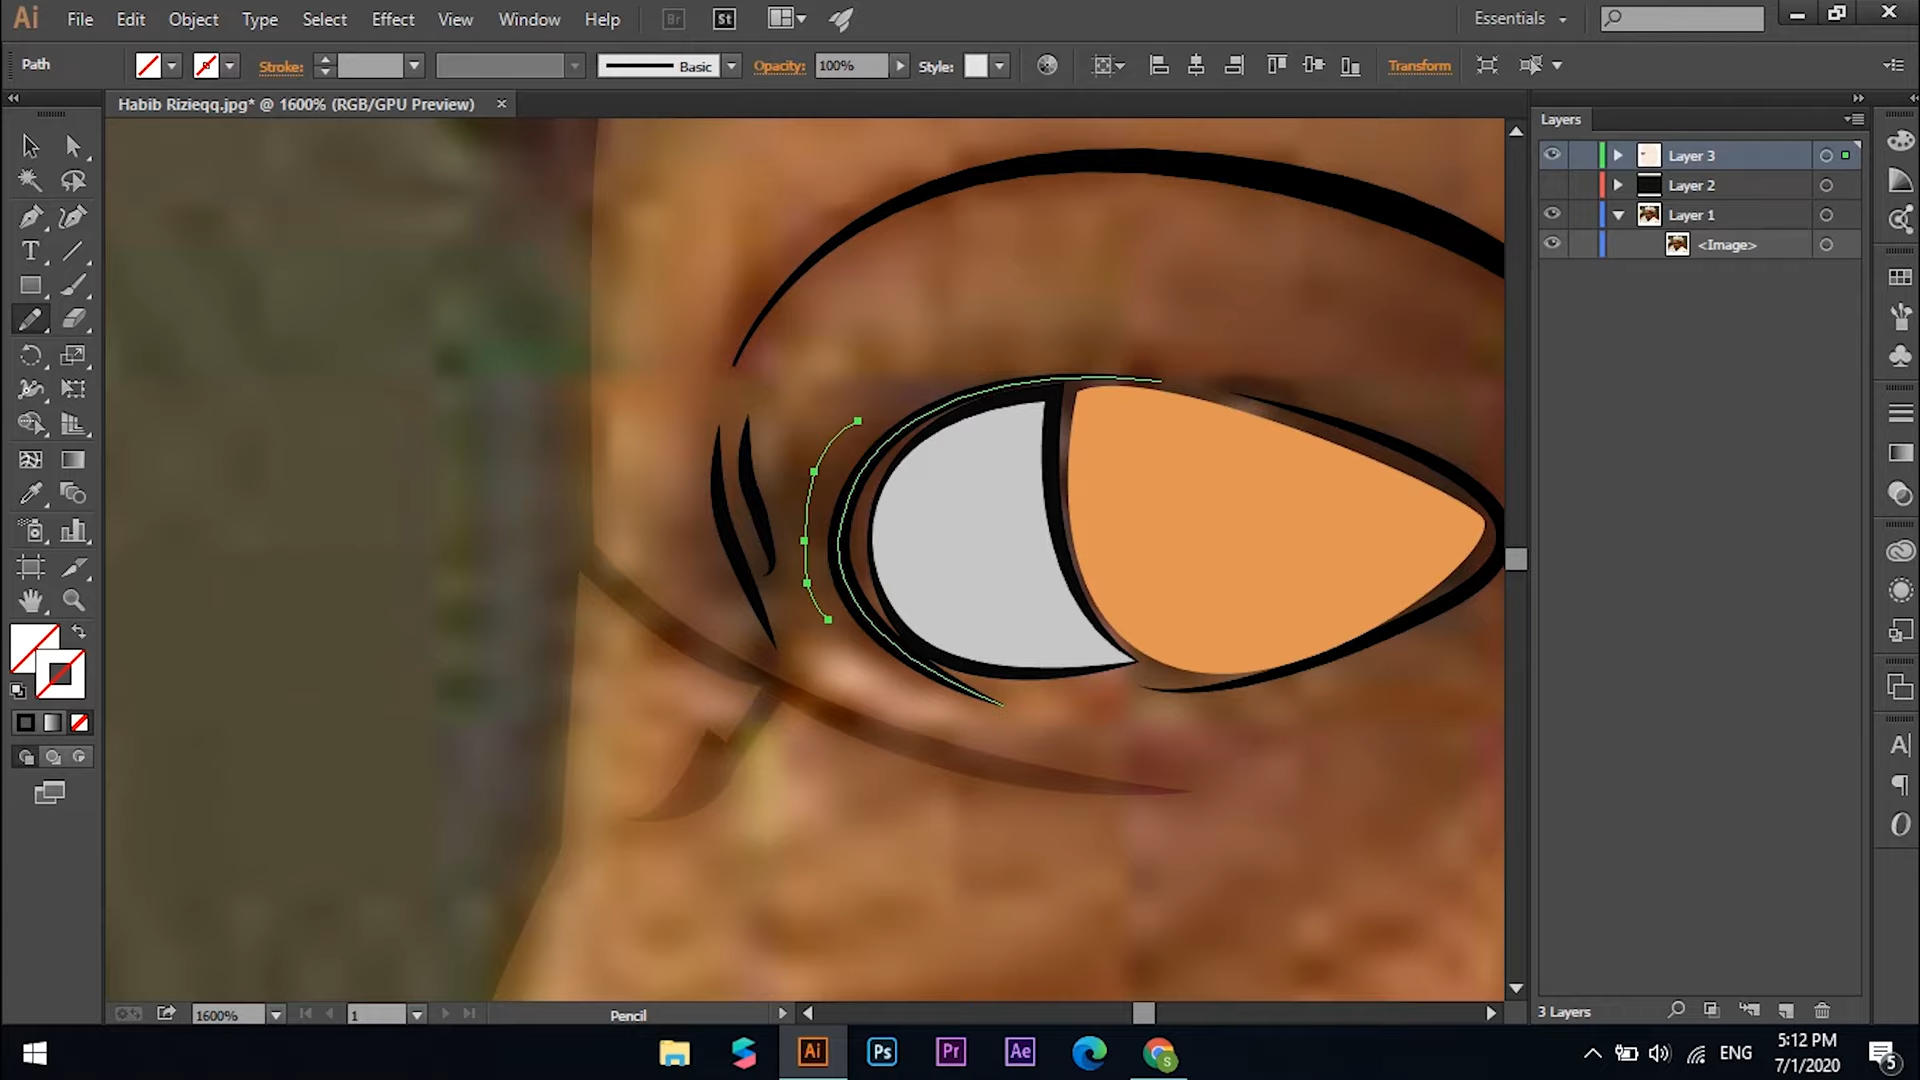 Ai File Edit Object Type Select Effect View Window Help Br St Essentials
Path Stroke: Basic Opacity: 100% Style: Transform
Habib Rizieqq.jpg* @ 1600% (RGB/GPU Preview) ×
Layers
Layer 3
Layer 2
Layer 1
<Image>
T
A
O
1600% 1 Pencil 3 Layers
Ai Ps Pr Ae S ENG 5:12 PM
7/1/2020 5